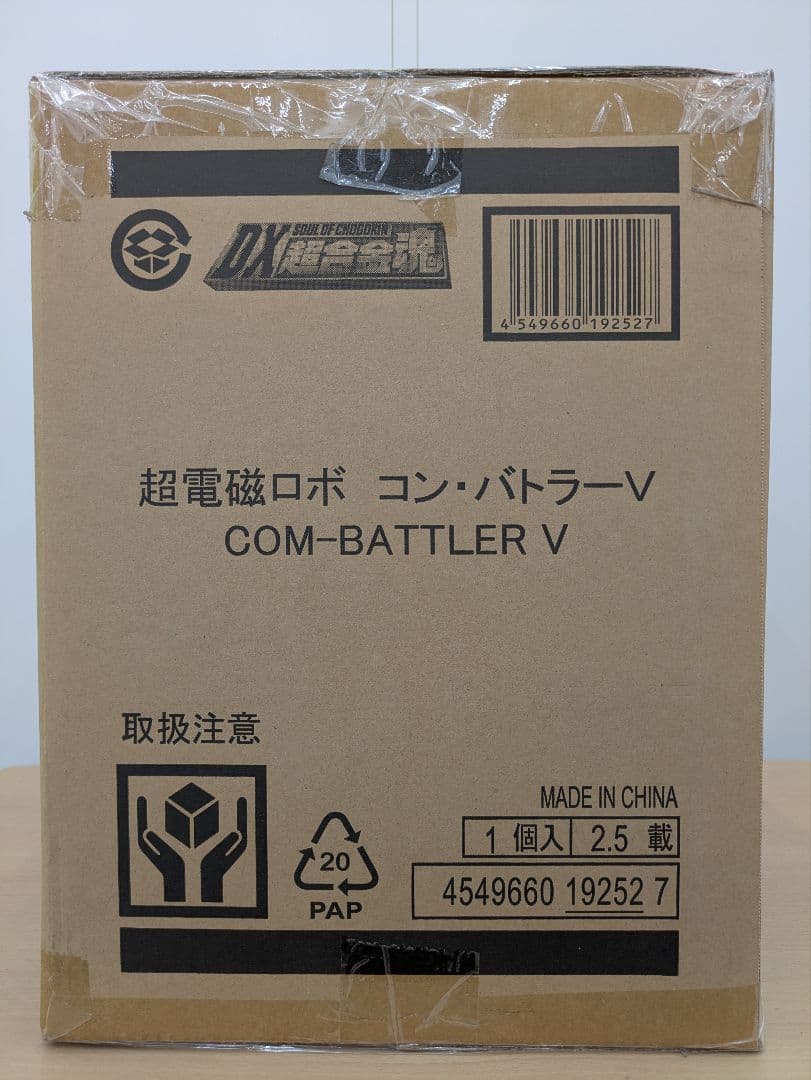 SOUL OF CHOGOKIN
DX超合金魂
4 549660 192527
超電磁ロボ コン・バトラーV
COM-BATTLER V
取扱注意
MADE IN CHINA
1 個入 2.5 載
20
PAP
4549660 19252 7